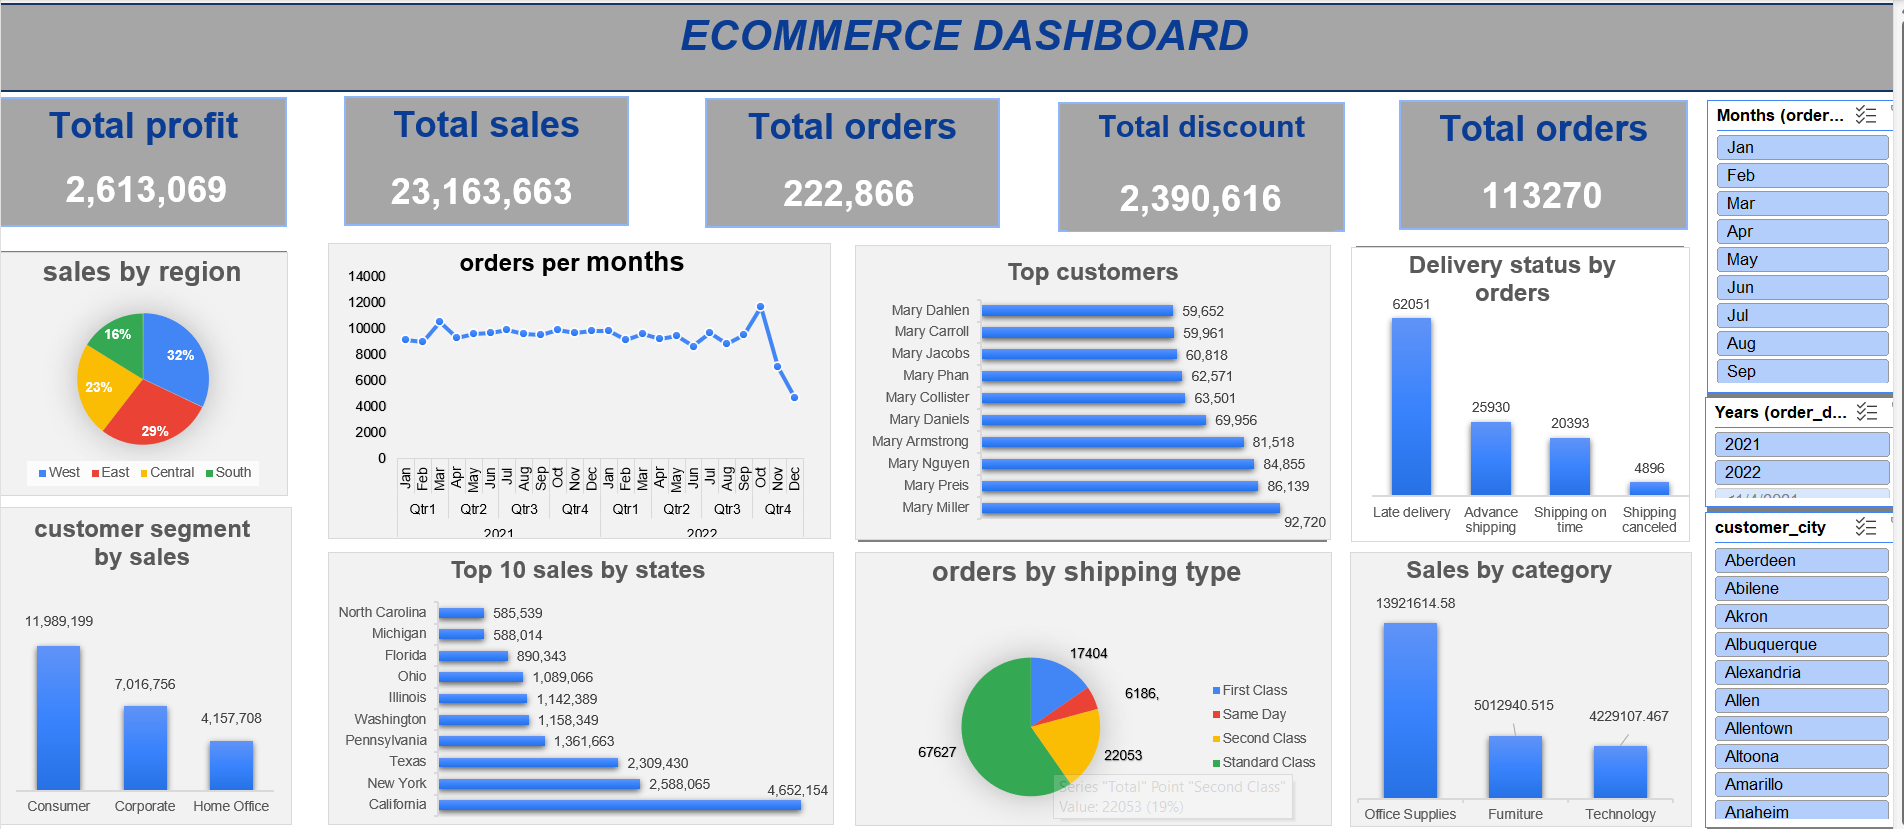 ECOMMERCE DASHBOARD
Total profit
2,613,069
Total sales
23,163,663
Total orders
222,866
Total discount
2,390,616
Total orders
113270
Months (order...
Jan
Feb
Mar
Apr
May
Jun
Jul
Aug
Sep
Years (order_d...
2021
2022
customer_city
Aberdeen
Abilene
Akron
Albuquerque
Alexandria
Allen
Allentown
Altoona
Amarillo
Anaheim
sales by region
16%
32%
23%
29%
West East Central South
orders per months
14000
12000
10000
8000
6000
4000
2000
0
Jan Feb Mar Apr May Jun Jul Aug Sep Oct Nov Dec Jan Feb Mar Apr May Jun Jul Aug Sep Oct Nov Dec
Qtr1 Qtr2 Qtr3 Qtr4 Qtr1 Qtr2 Qtr3 Qtr4
2021 2022
Top customers
Mary Dahlen 59,652
Mary Carroll 59,961
Mary Jacobs 60,818
Mary Phan 62,571
Mary Collister 63,501
Mary Daniels 69,956
Mary Armstrong 81,518
Mary Nguyen 84,855
Mary Preis 86,139
Mary Miller
92,720
Delivery status by
orders
62051
25930
20393
4896
Late delivery Advance shipping Shipping on time Shipping canceled
customer segment
by sales
11,989,199
7,016,756
4,157,708
Consumer Corporate Home Office
Top 10 sales by states
North Carolina 585,539
Michigan 588,014
Florida 890,343
Ohio 1,089,066
Illinois 1,142,389
Washington 1,158,349
Pennsylvania 1,361,663
Texas 2,309,430
New York 2,588,065
California 4,652,154
orders by shipping type
17404
6186,
22053
67627
First Class
Same Day
Second Class
Standard Class
Series "Total" Point "Second Class"
Value: 22053 (19%)
Sales by category
13921614.58
5012940.515
4229107.467
Office Supplies Furniture Technology